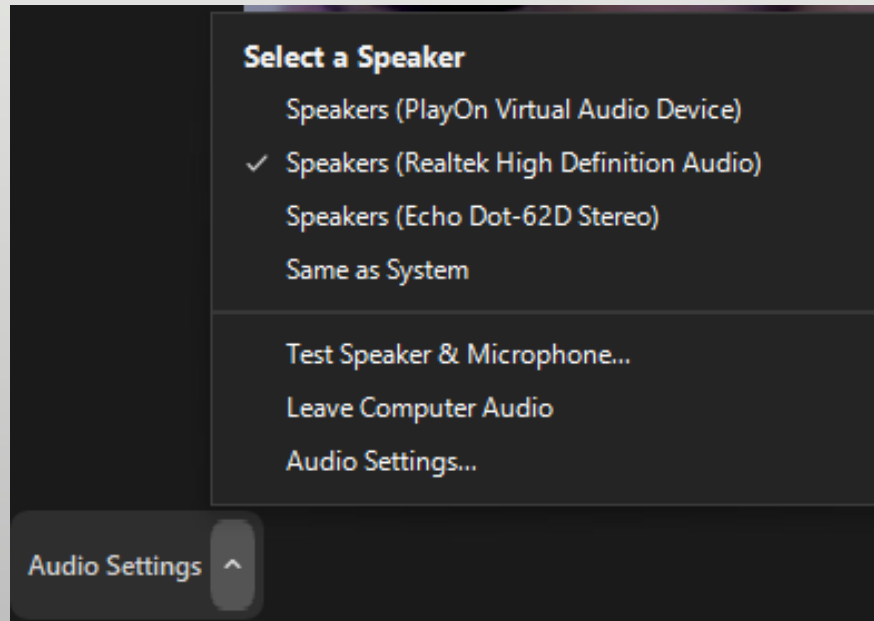 Select a Speaker
Speakers (PlayOn Virtual Audio Device)
Speakers (Realtek High Definition Audio)
Speakers (Echo Dot-62D Stereo)
Same as System
Test Speaker & Microphone...
Leave Computer Audio
Audio Settings...
Audio Settings